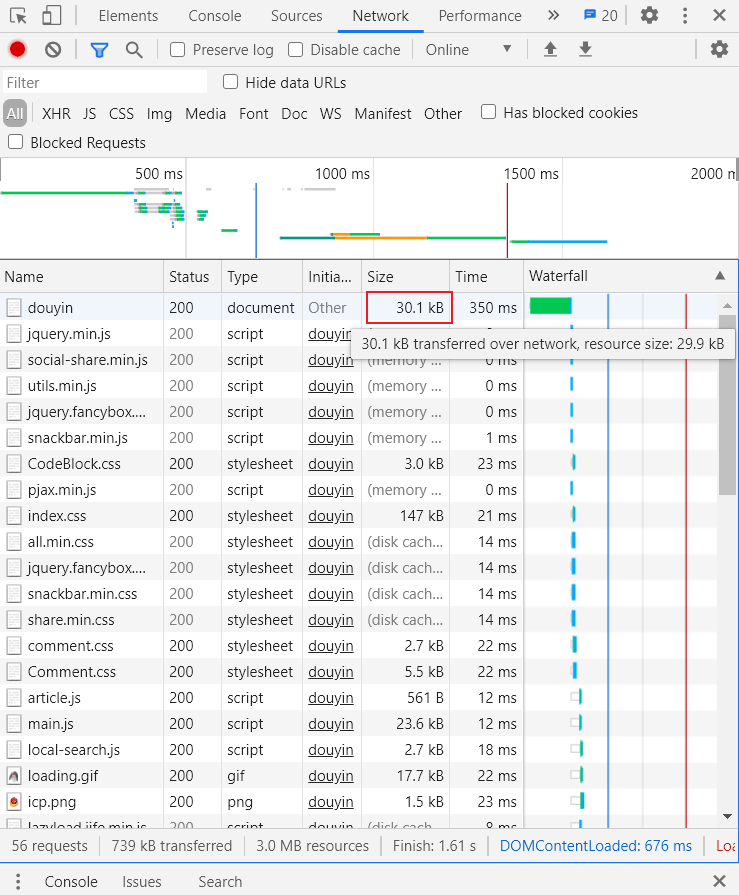 Elements Console Sources Network Performance 20
Preserve log Disable cache Online
Filter Hide data URLs
All XHR JS CSS Img Media Font Doc WS Manifest Other Has blocked cookies
Blocked Requests
500 ms 1000 ms 1500 ms 2000 m
Name Status Type Initia... Size Time Waterfall
douyin 200 document Other 30.1 kB 350 ms
jquery.min.js 200 script douyin
30.1 kB transferred over network, resource size: 29.9 kB
social-share.min.js 200 script douyin (memory ... 0 ms
utils.min.js 200 script douyin (memory ... 0 ms
jquery.fancybox.... 200 script douyin (memory ... 0 ms
snackbar.min.js 200 script douyin (memory ... 1 ms
CodeBlock.css 200 stylesheet douyin 3.0 kB 23 ms
pjax.min.js 200 script douyin (memory ... 0 ms
index.css 200 stylesheet douyin 147 kB 21 ms
all.min.css 200 stylesheet douyin (disk cach... 14 ms
jquery.fancybox.... 200 stylesheet douyin (disk cach... 14 ms
snackbar.min.css 200 stylesheet douyin (disk cach... 14 ms
share.min.css 200 stylesheet douyin (disk cach... 14 ms
comment.css 200 stylesheet douyin 2.7 kB 22 ms
Comment.css 200 stylesheet douyin 5.5 kB 22 ms
article.js 200 script douyin 561 B 12 ms
main.js 200 script douyin 23.6 kB 12 ms
local-search.js 200 script douyin 2.7 kB 18 ms
loading.gif 200 gif douyin 17.7 kB 22 ms
icp.png 200 png douyin 1.5 kB 23 ms
lazyload.iife.min.js 200 script douyin (disk cach... 8 ms
56 requests 739 kB transferred 3.0 MB resources Finish: 1.61 s DOMContentLoaded: 676 ms Loa
Console Issues Search